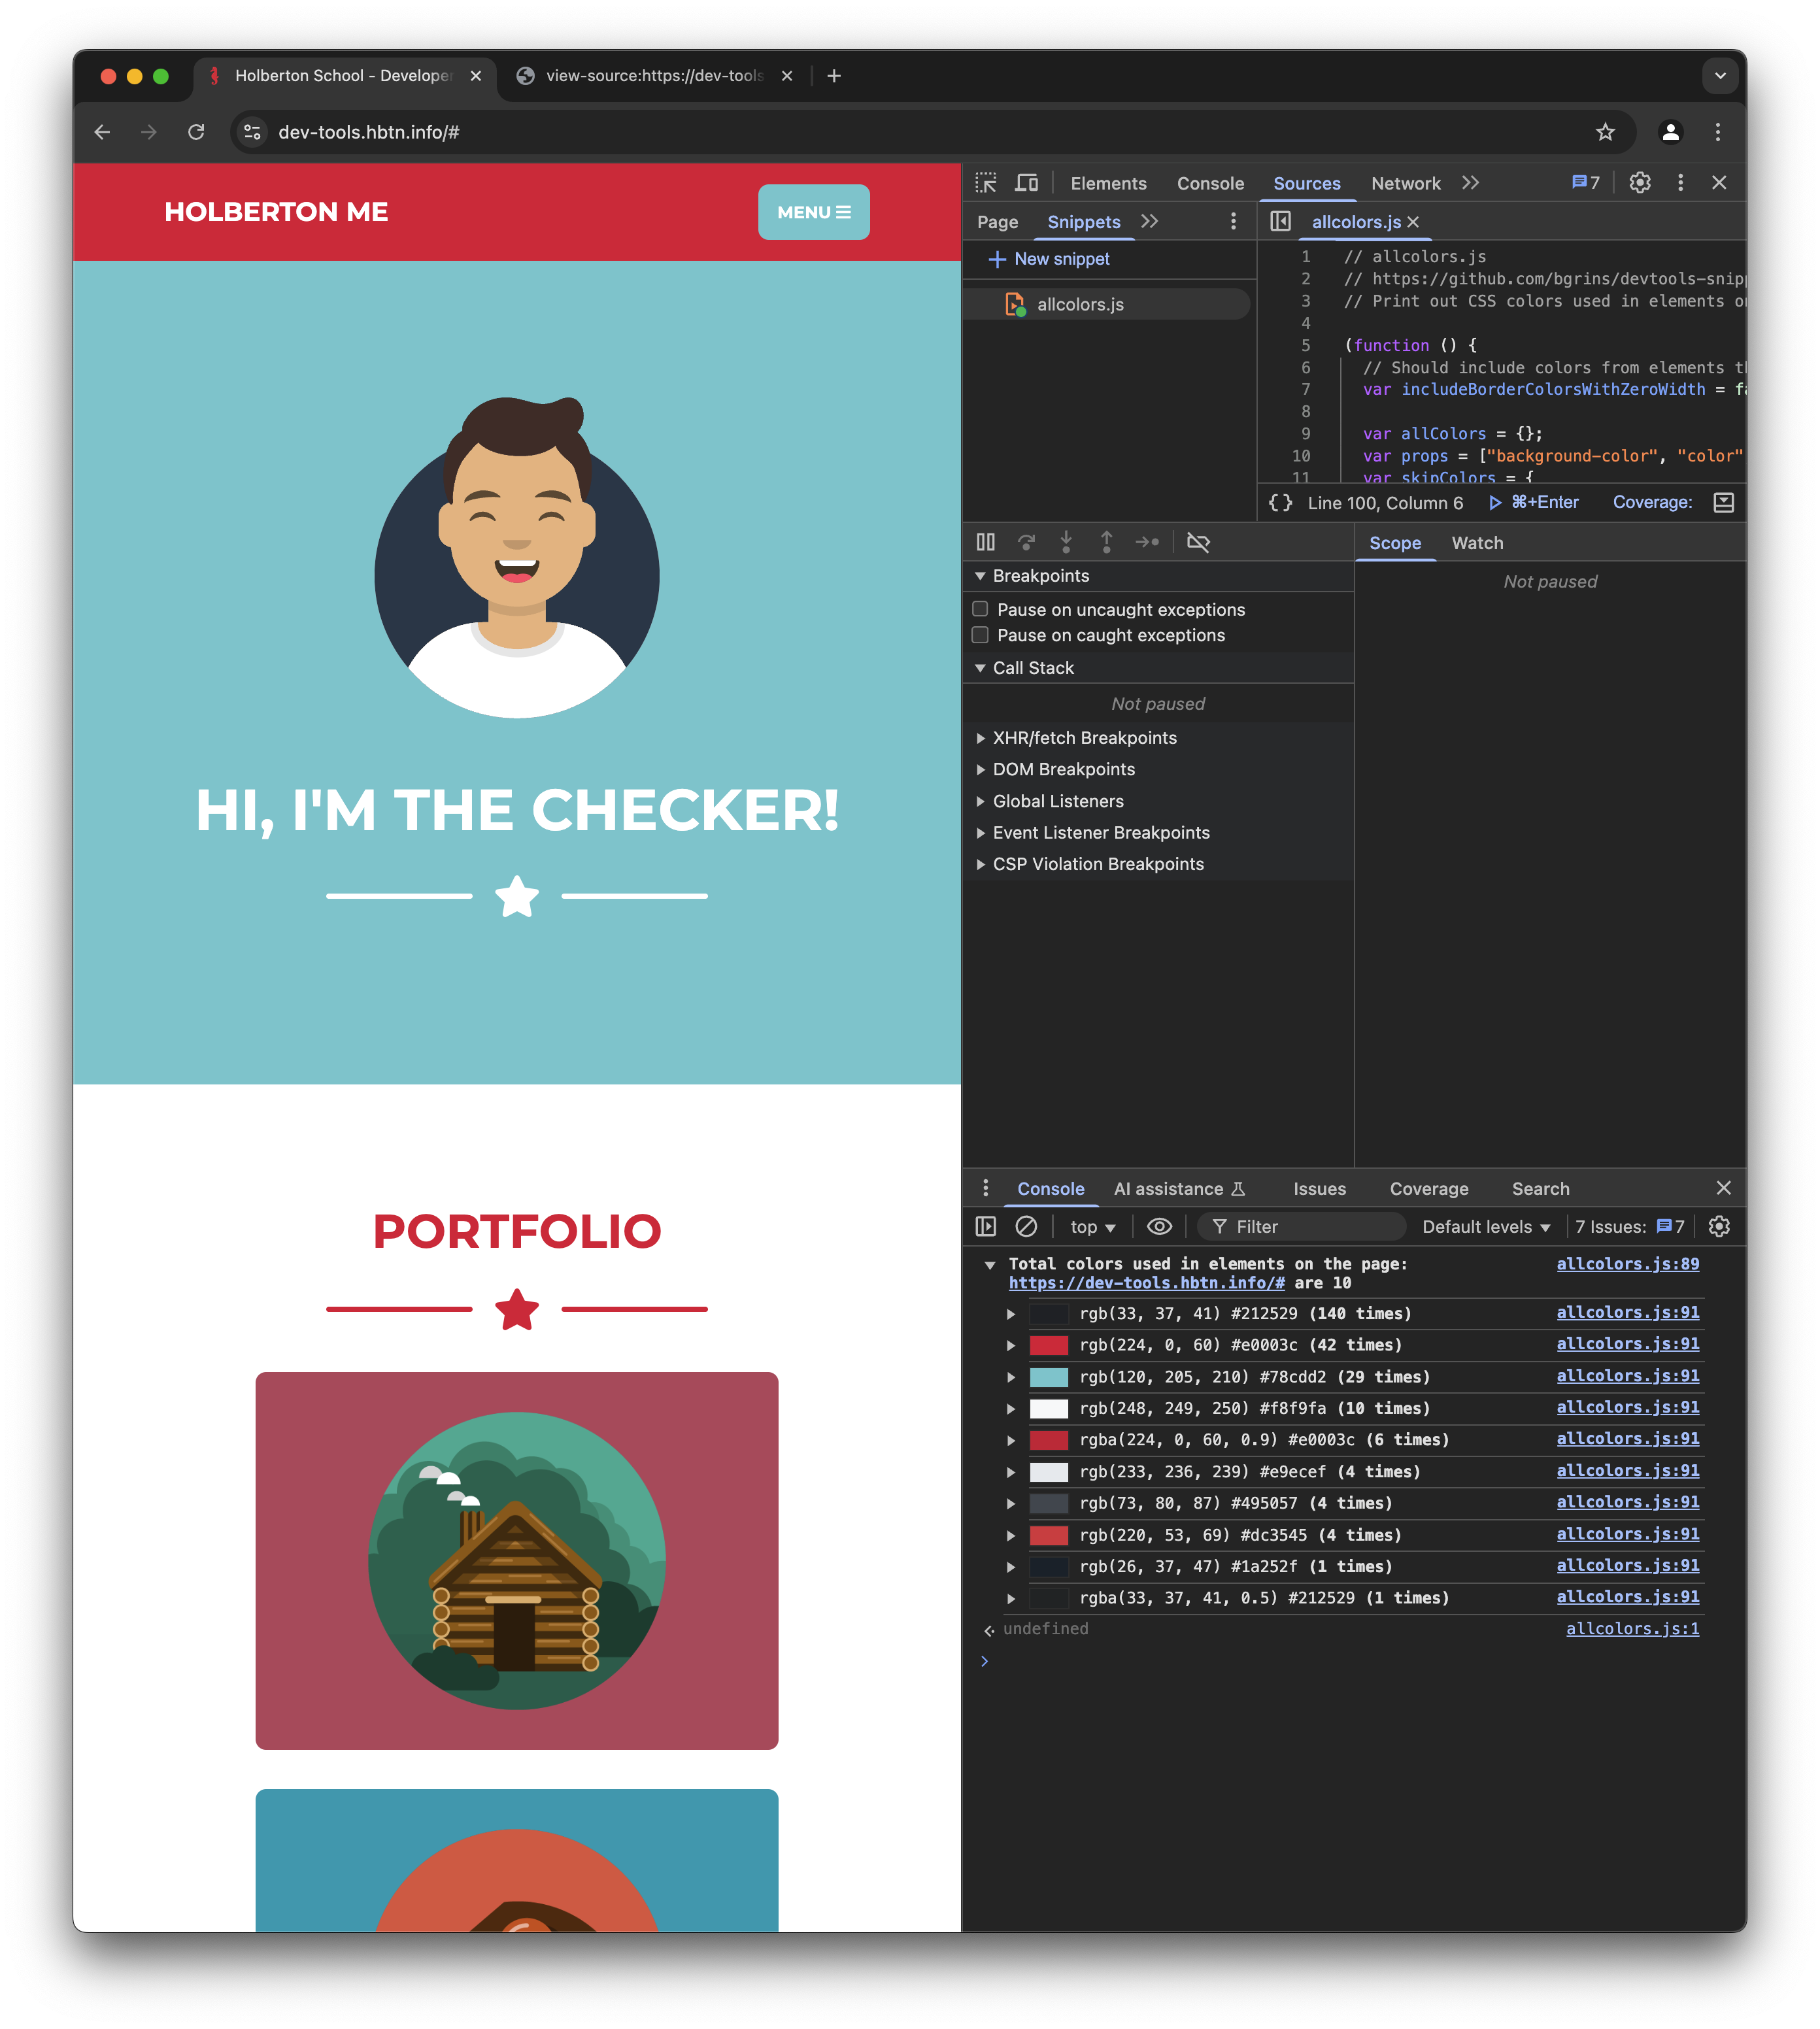 Holberton School - Developer
view-source:https://dev-tools
dev-tools.hbtn.info/#
HOLBERTON ME
MENU
HI, I'M THE CHECKER!
PORTFOLIO
Elements Console Sources Network 7
Page Snippets
allcolors.js
New snippet
allcolors.js
1 // allcolors.js
2 // https://github.com/bgrins/devtools-snipp
3 // Print out CSS colors used in elements on
4
5 (function () {
6 // Should include colors from elements th
7 var includeBorderColorsWithZeroWidth = fa
8
9 var allColors = {};
10 var props = ["background-color", "color"
11 var skipColors = {
{} Line 100, Column 6 ⌘+Enter Coverage:
Scope Watch
Not paused
Breakpoints
Pause on uncaught exceptions
Pause on caught exceptions
Call Stack
Not paused
XHR/fetch Breakpoints
DOM Breakpoints
Global Listeners
Event Listener Breakpoints
CSP Violation Breakpoints
Console AI assistance Issues Coverage Search
top Filter Default levels 7 Issues: 7
Total colors used in elements on the page: allcolors.js:89
https://dev-tools.hbtn.info/# are 10
rgb(33, 37, 41) #212529 (140 times) allcolors.js:91
rgb(224, 0, 60) #e0003c (42 times) allcolors.js:91
rgb(120, 205, 210) #78cdd2 (29 times) allcolors.js:91
rgb(248, 249, 250) #f8f9fa (10 times) allcolors.js:91
rgba(224, 0, 60, 0.9) #e0003c (6 times) allcolors.js:91
rgb(233, 236, 239) #e9ecef (4 times) allcolors.js:91
rgb(73, 80, 87) #495057 (4 times) allcolors.js:91
rgb(220, 53, 69) #dc3545 (4 times) allcolors.js:91
rgb(26, 37, 47) #1a252f (1 times) allcolors.js:91
rgba(33, 37, 41, 0.5) #212529 (1 times) allcolors.js:91
undefined allcolors.js:1